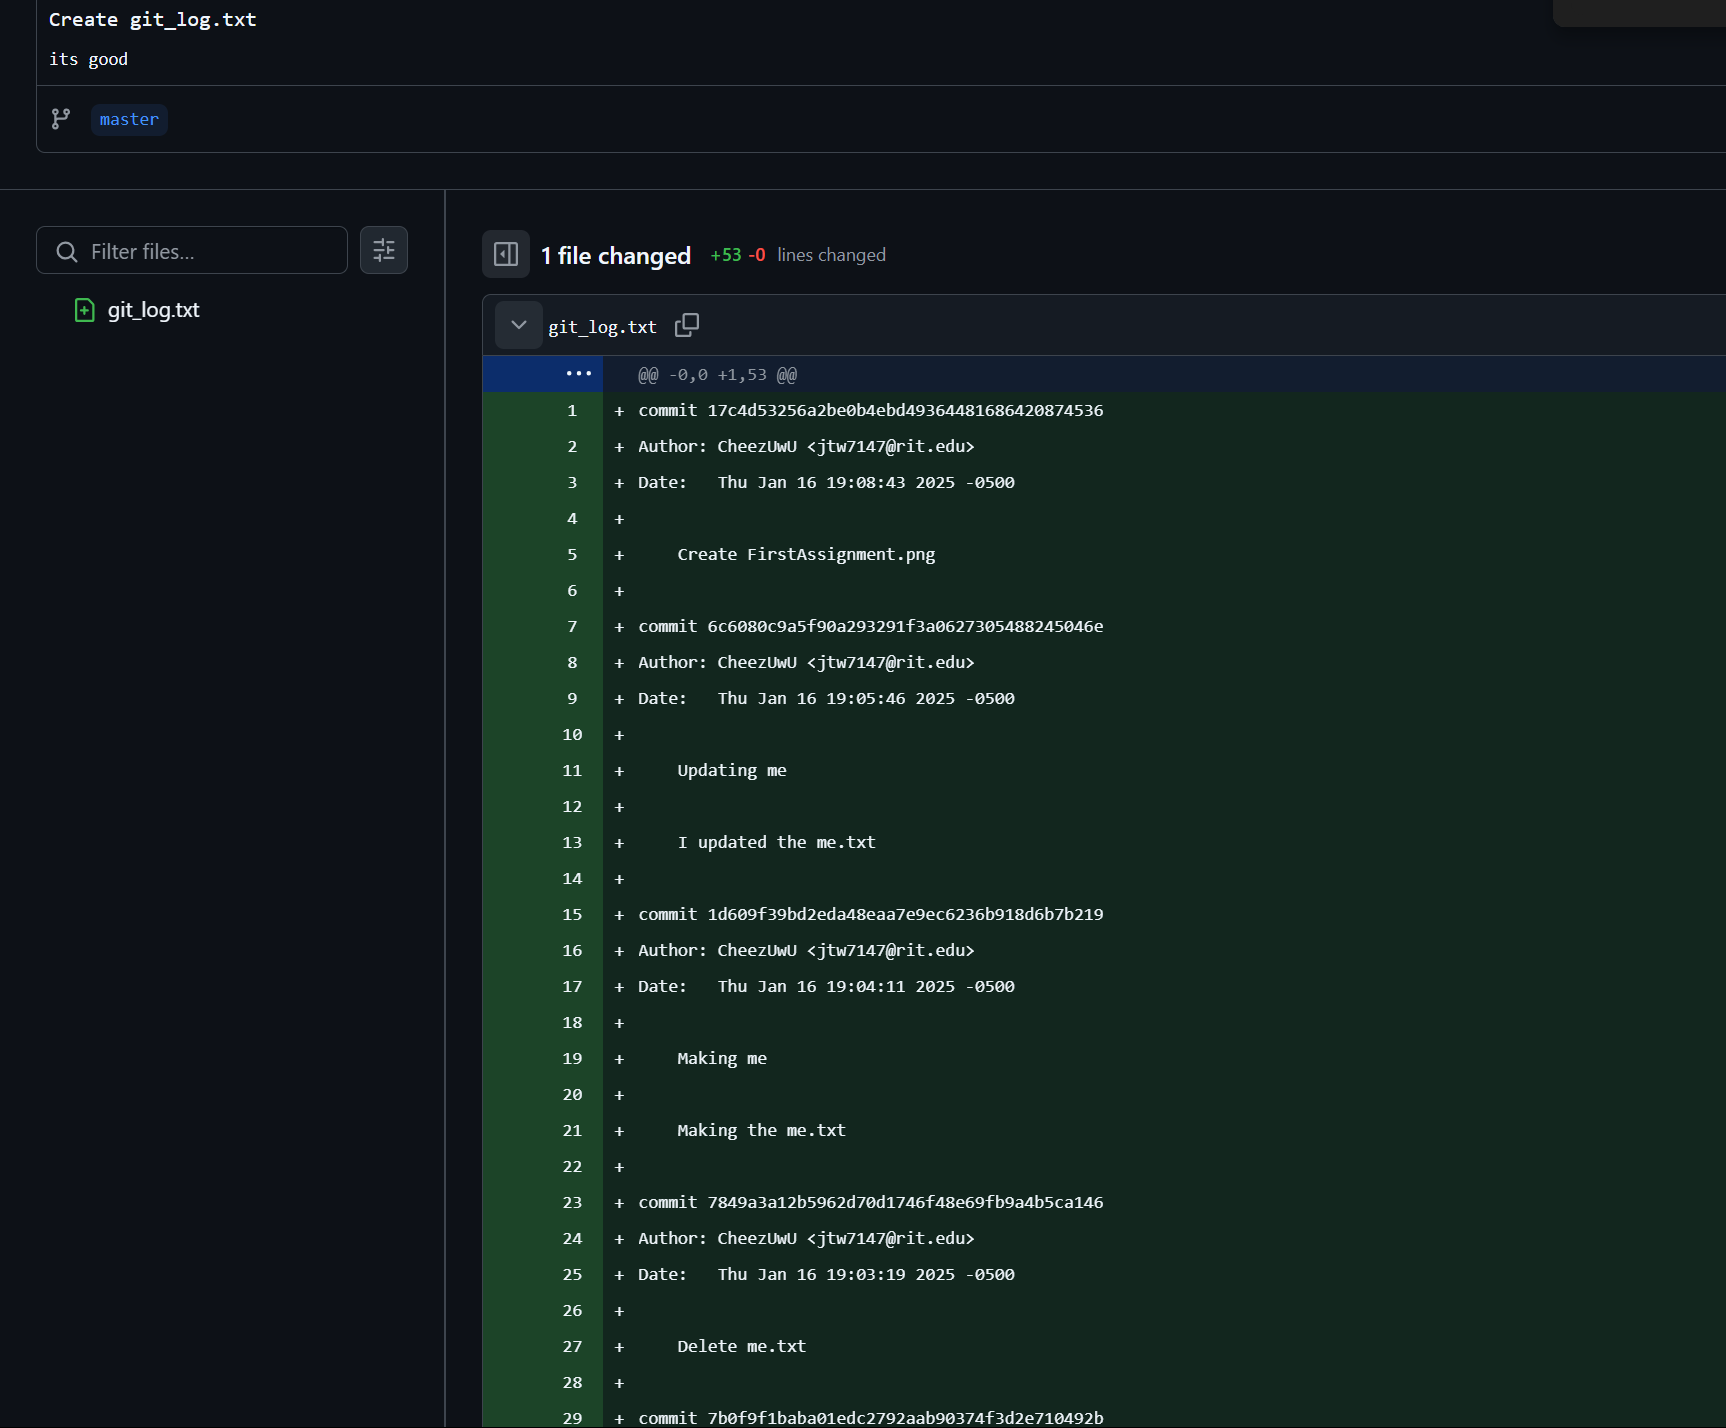 Create git_log.txt
its good
master
Filter files...
git_log.txt
1 file changed +53 -0 lines changed
git_log.txt
@@ -0,0 +1,53 @@
1 + commit 17c4d53256a2be0b4ebd49364481686420874536
2 + Author: CheezUwU <jtw7147@rit.edu>
3 + Date:   Thu Jan 16 19:08:43 2025 -0500
4 +
5 +     Create FirstAssignment.png
6 +
7 + commit 6c6080c9a5f90a293291f3a0627305488245046e
8 + Author: CheezUwU <jtw7147@rit.edu>
9 + Date:   Thu Jan 16 19:05:46 2025 -0500
10 +
11 +     Updating me
12 +
13 +     I updated the me.txt
14 +
15 + commit 1d609f39bd2eda48eaa7e9ec6236b918d6b7b219
16 + Author: CheezUwU <jtw7147@rit.edu>
17 + Date:   Thu Jan 16 19:04:11 2025 -0500
18 +
19 +     Making me
20 +
21 +     Making the me.txt
22 +
23 + commit 7849a3a12b5962d70d1746f48e69fb9a4b5ca146
24 + Author: CheezUwU <jtw7147@rit.edu>
25 + Date:   Thu Jan 16 19:03:19 2025 -0500
26 +
27 +     Delete me.txt
28 +
29 + commit 7b0f9f1baba01edc2792aab90374f3d2e710492b